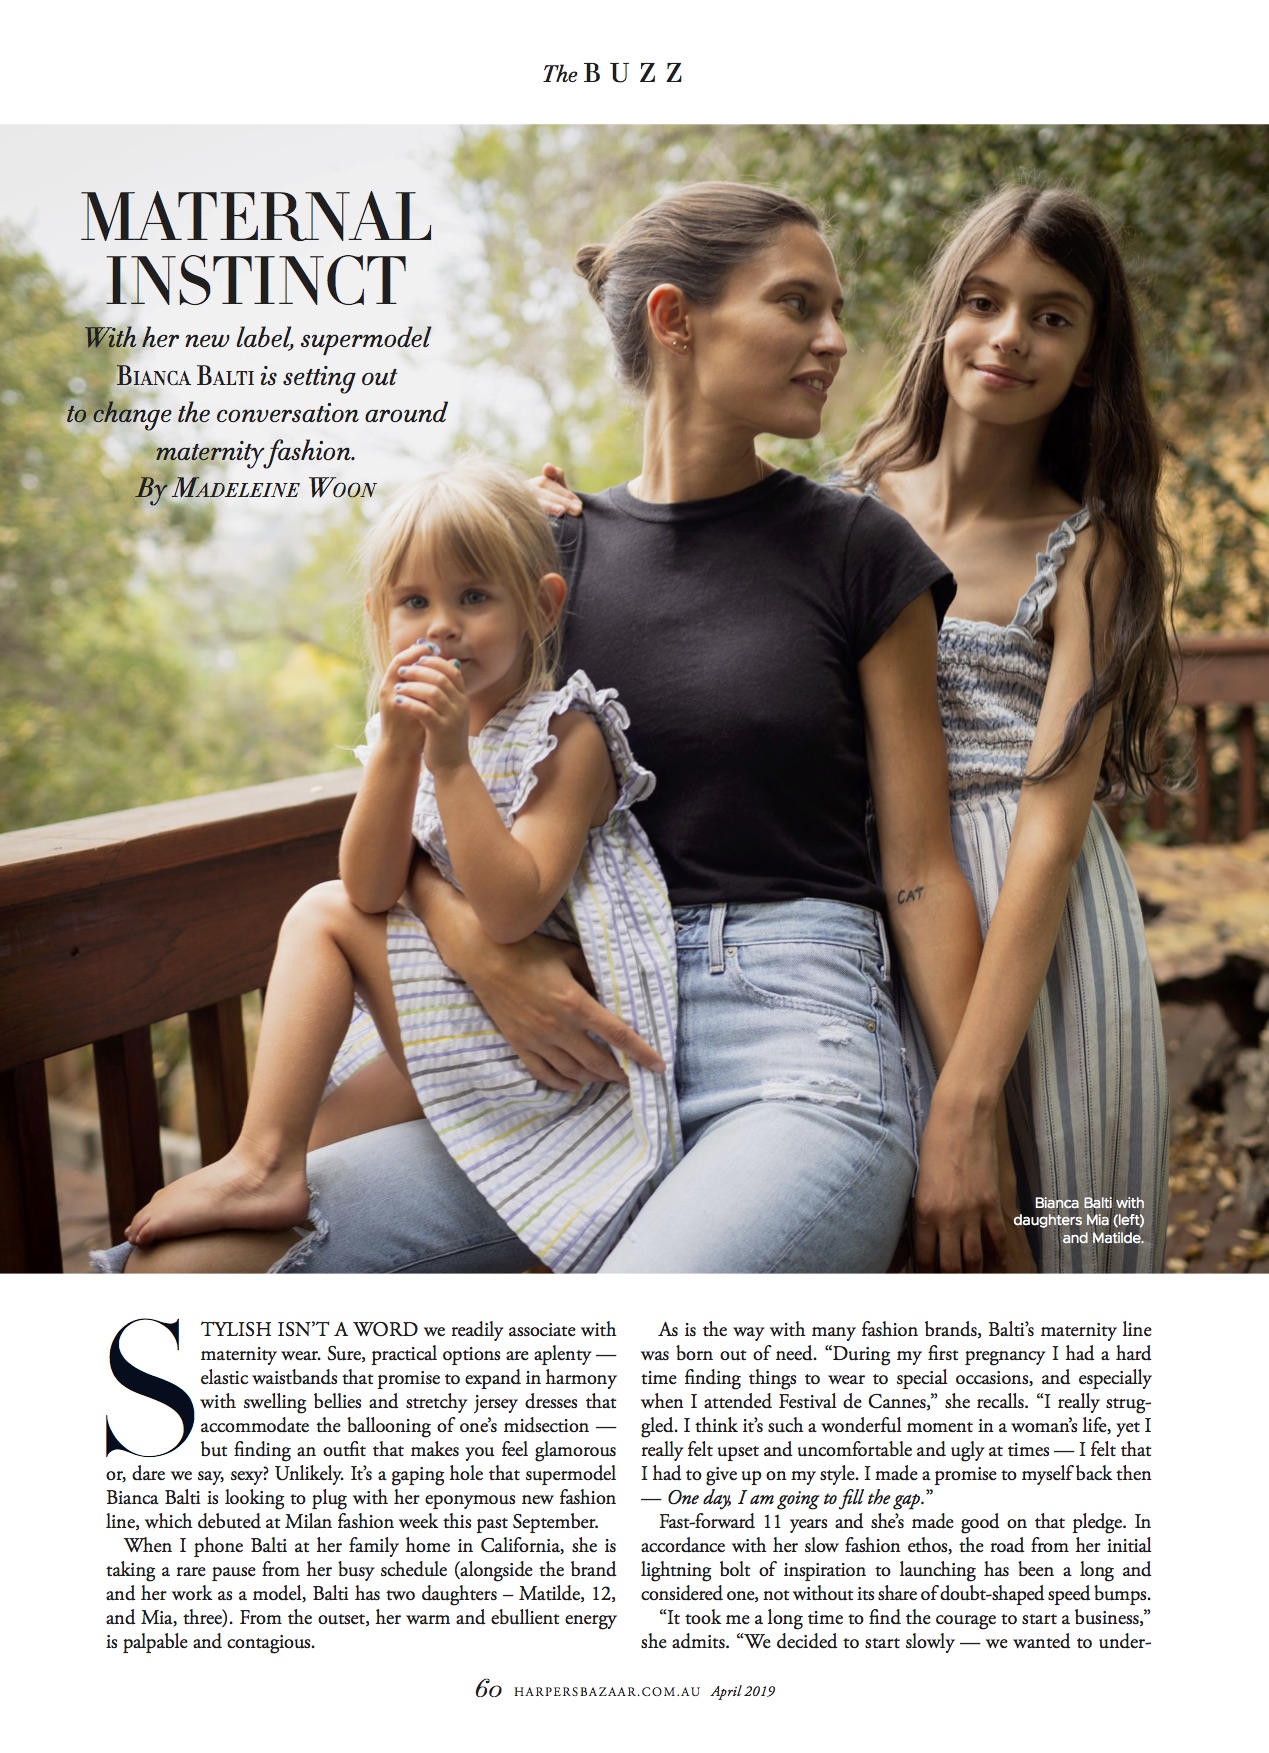 The BUZZ
MATERNAL
INSTINCT
With her new label, supermodel
BIANCA BALTI is setting out
to change the conversation around
maternity fashion.
By MADELEINE WOON
CAT
Bianca Balti with
daughters Mia (left)
and Matilde.
STYLISH ISN’T A WORD we readily associate with
maternity wear. Sure, practical options are aplenty —
elastic waistbands that promise to expand in harmony
with swelling bellies and stretchy jersey dresses that
accommodate the ballooning of one’s midsection —
but finding an outfit that makes you feel glamorous
or, dare we say, sexy? Unlikely. It’s a gaping hole that supermodel
Bianca Balti is looking to plug with her eponymous new fashion
line, which debuted at Milan fashion week this past September.
When I phone Balti at her family home in California, she is
taking a rare pause from her busy schedule (alongside the brand
and her work as a model, Balti has two daughters – Matilde, 12,
and Mia, three). From the outset, her warm and ebullient energy
is palpable and contagious.
As is the way with many fashion brands, Balti’s maternity line
was born out of need. “During my first pregnancy I had a hard
time finding things to wear to special occasions, and especially
when I attended Festival de Cannes,” she recalls. “I really strug-
gled. I think it’s such a wonderful moment in a woman’s life, yet I
really felt upset and uncomfortable and ugly at times — I felt that
I had to give up on my style. I made a promise to myself back then
— One day, I am going to fill the gap.”
Fast-forward 11 years and she’s made good on that pledge. In
accordance with her slow fashion ethos, the road from her initial
lightning bolt of inspiration to launching has been a long and
considered one, not without its share of doubt-shaped speed bumps.
“It took me a long time to find the courage to start a business,”
she admits. “We decided to start slowly — we wanted to under-
60 HARPERSBAZAAR.COM.AU April 2019